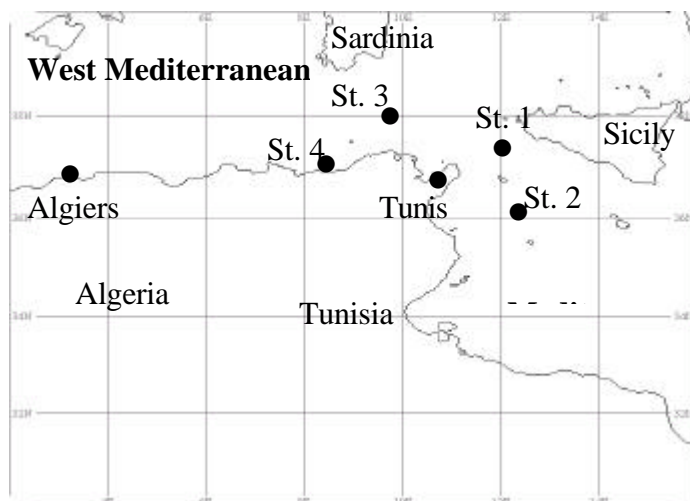 Sardinia
West Mediterranean
St. 3
St. 1
Sicily
St. 4
Algiers
Tunis
St. 2
Algeria
Tunisia